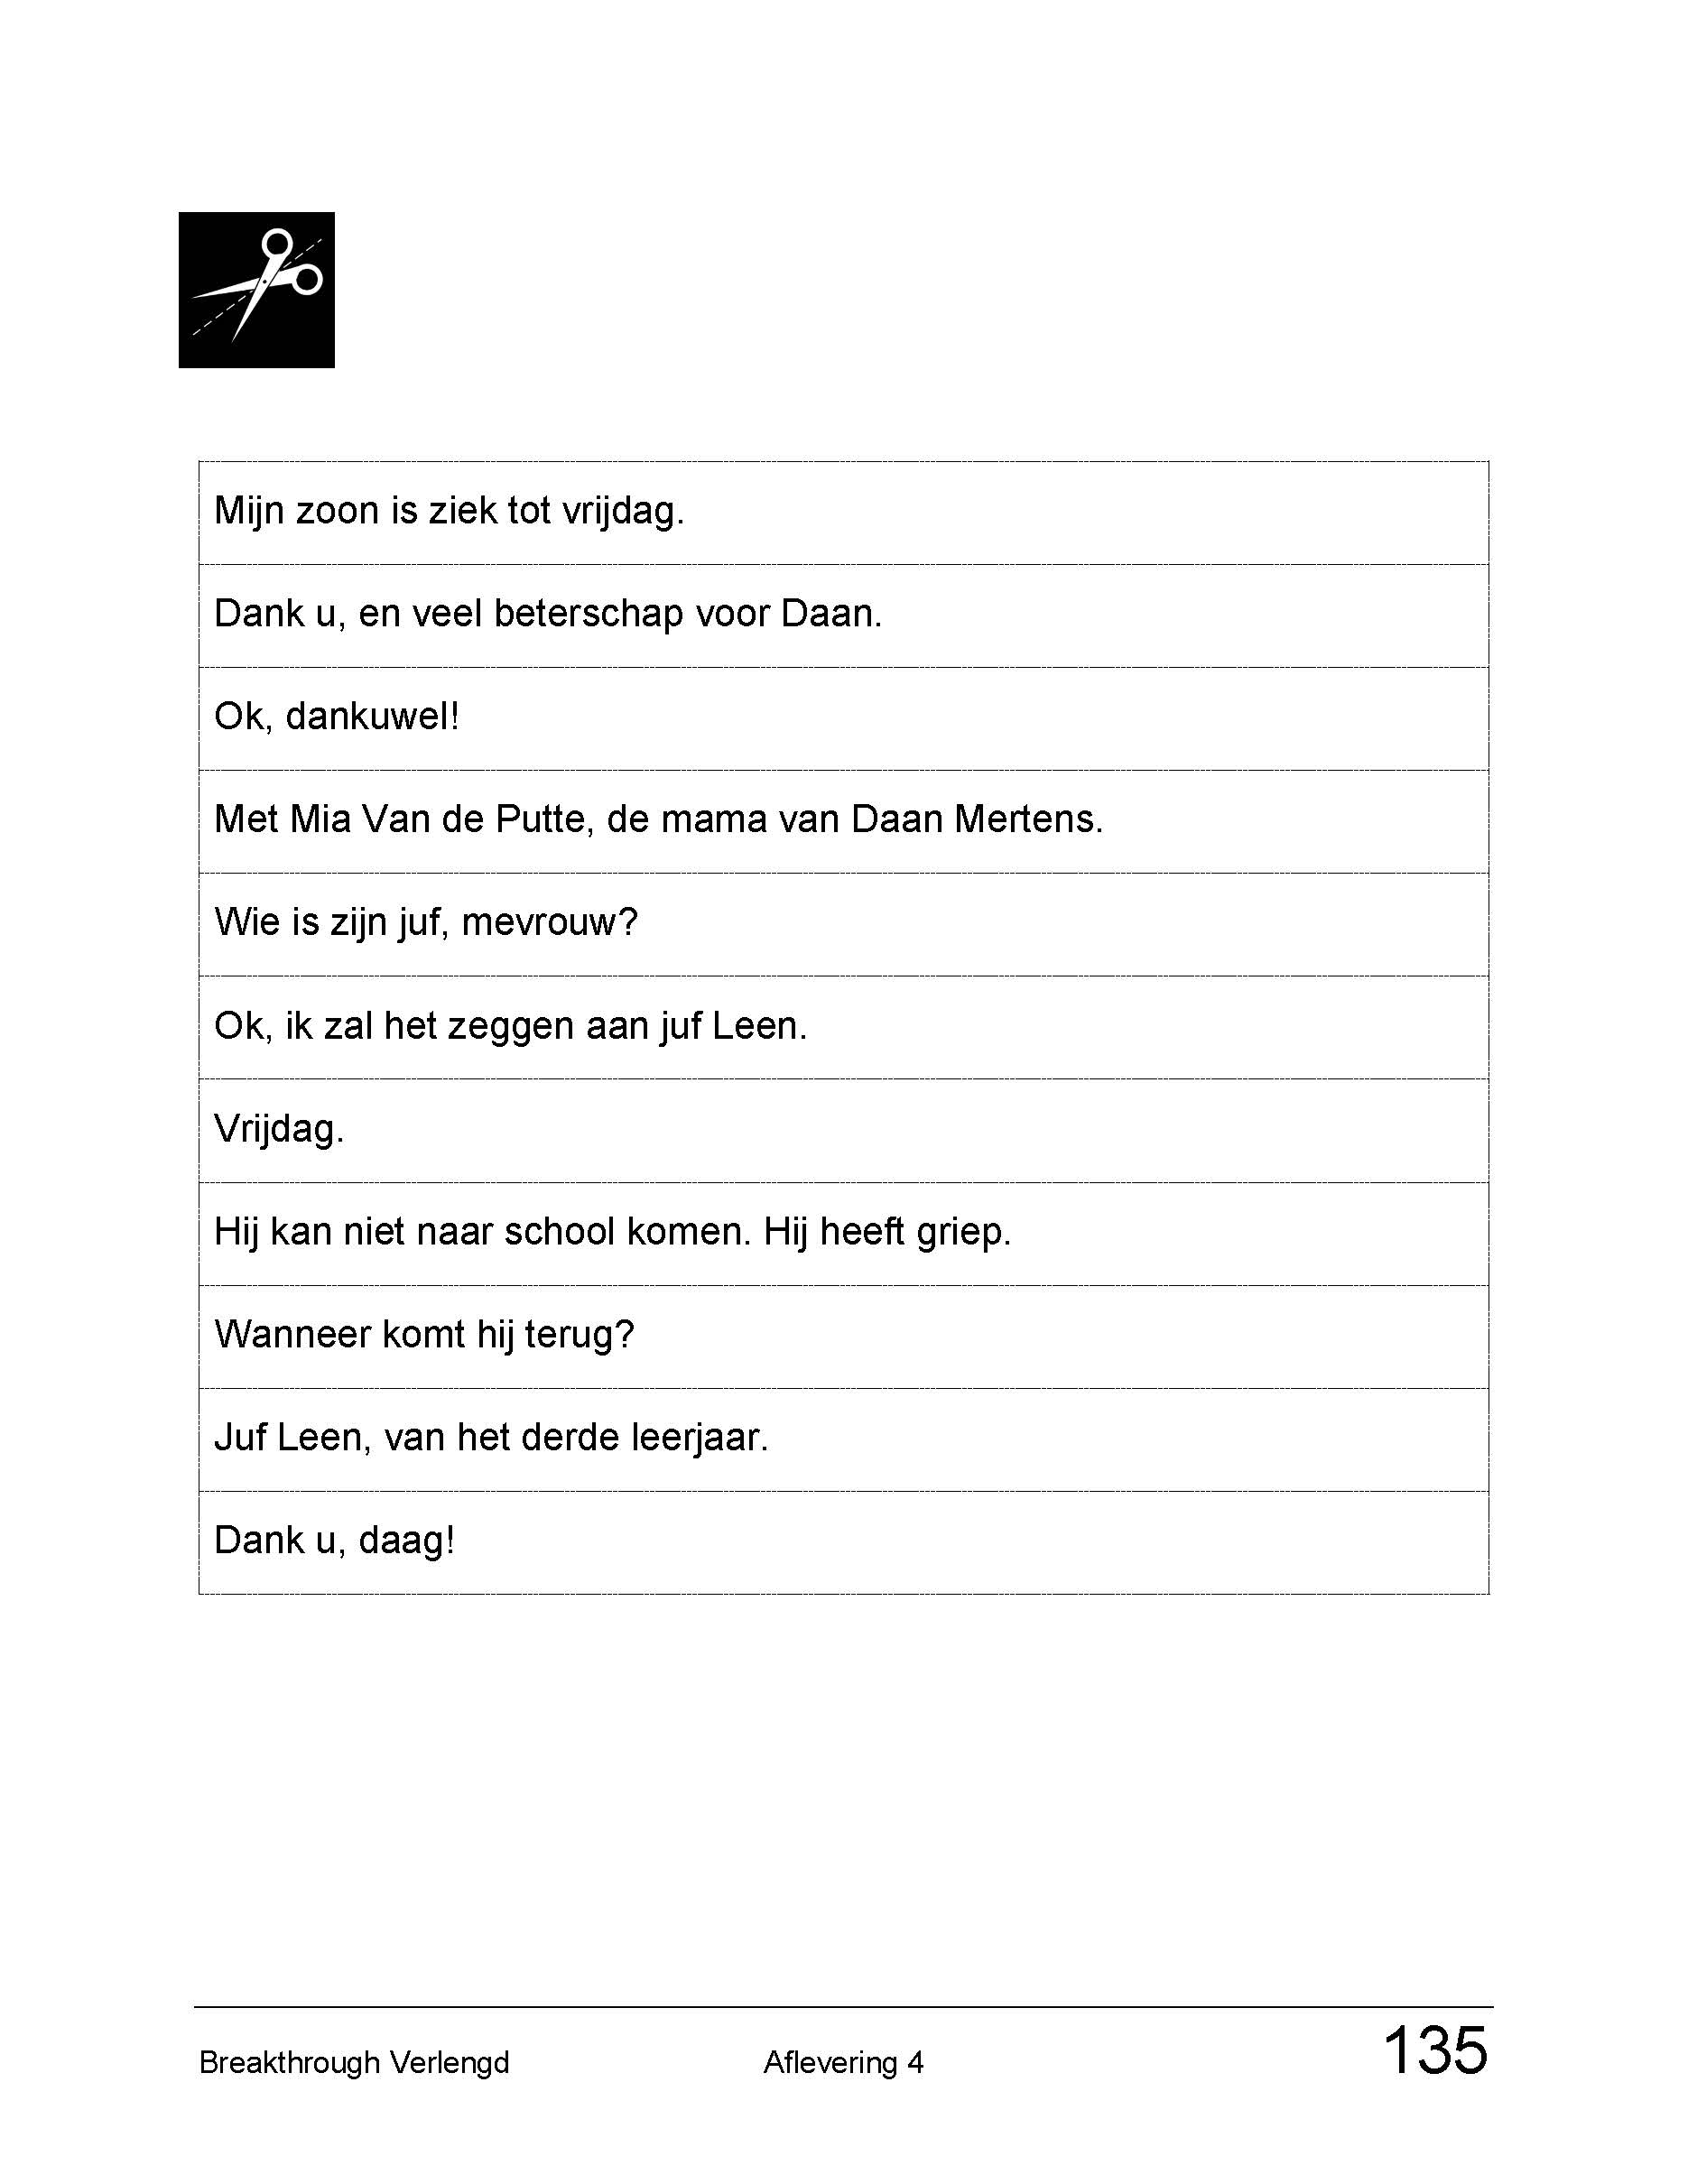 Mijn zoon is ziek tot vrijdag.
Dank u, en veel beterschap voor Daan.
Ok, dankuwel!
Met Mia Van de Putte, de mama van Daan Mertens.
Wie is zijn juf, mevrouw?
Ok, ik zal het zeggen aan juf Leen.
Vrijdag.
Hij kan niet naar school komen. Hij heeft griep.
Wanneer komt hij terug?
Juf Leen, van het derde leerjaar.
Dank u, daag!
Breakthrough Verlengd Aflevering 4 135